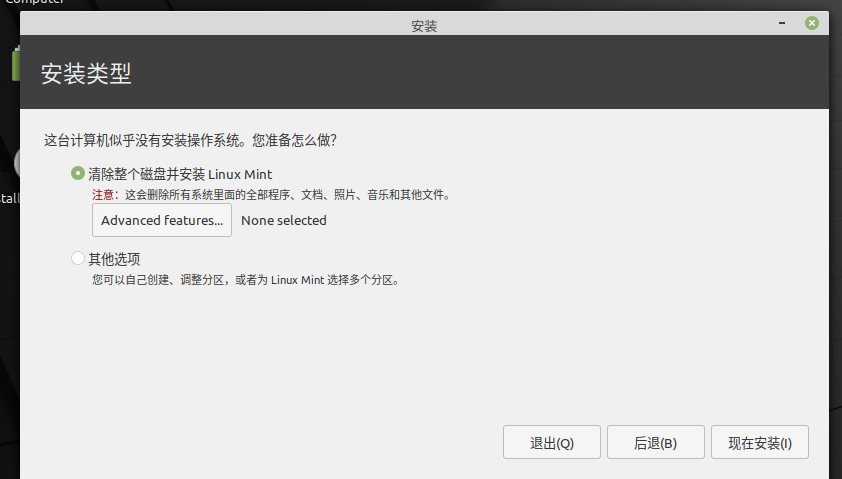 Computer
安装
安装类型
这台计算机似乎没有安装操作系统。您准备怎么做？
清除整个磁盘并安装 Linux Mint
注意：这会删除所有系统里面的全部程序、文档、照片、音乐和其他文件。
tall
Advanced features... None selected
其他选项
您可以自己创建、调整分区，或者为 Linux Mint 选择多个分区。
退出(Q) 后退(B) 现在安装(I)